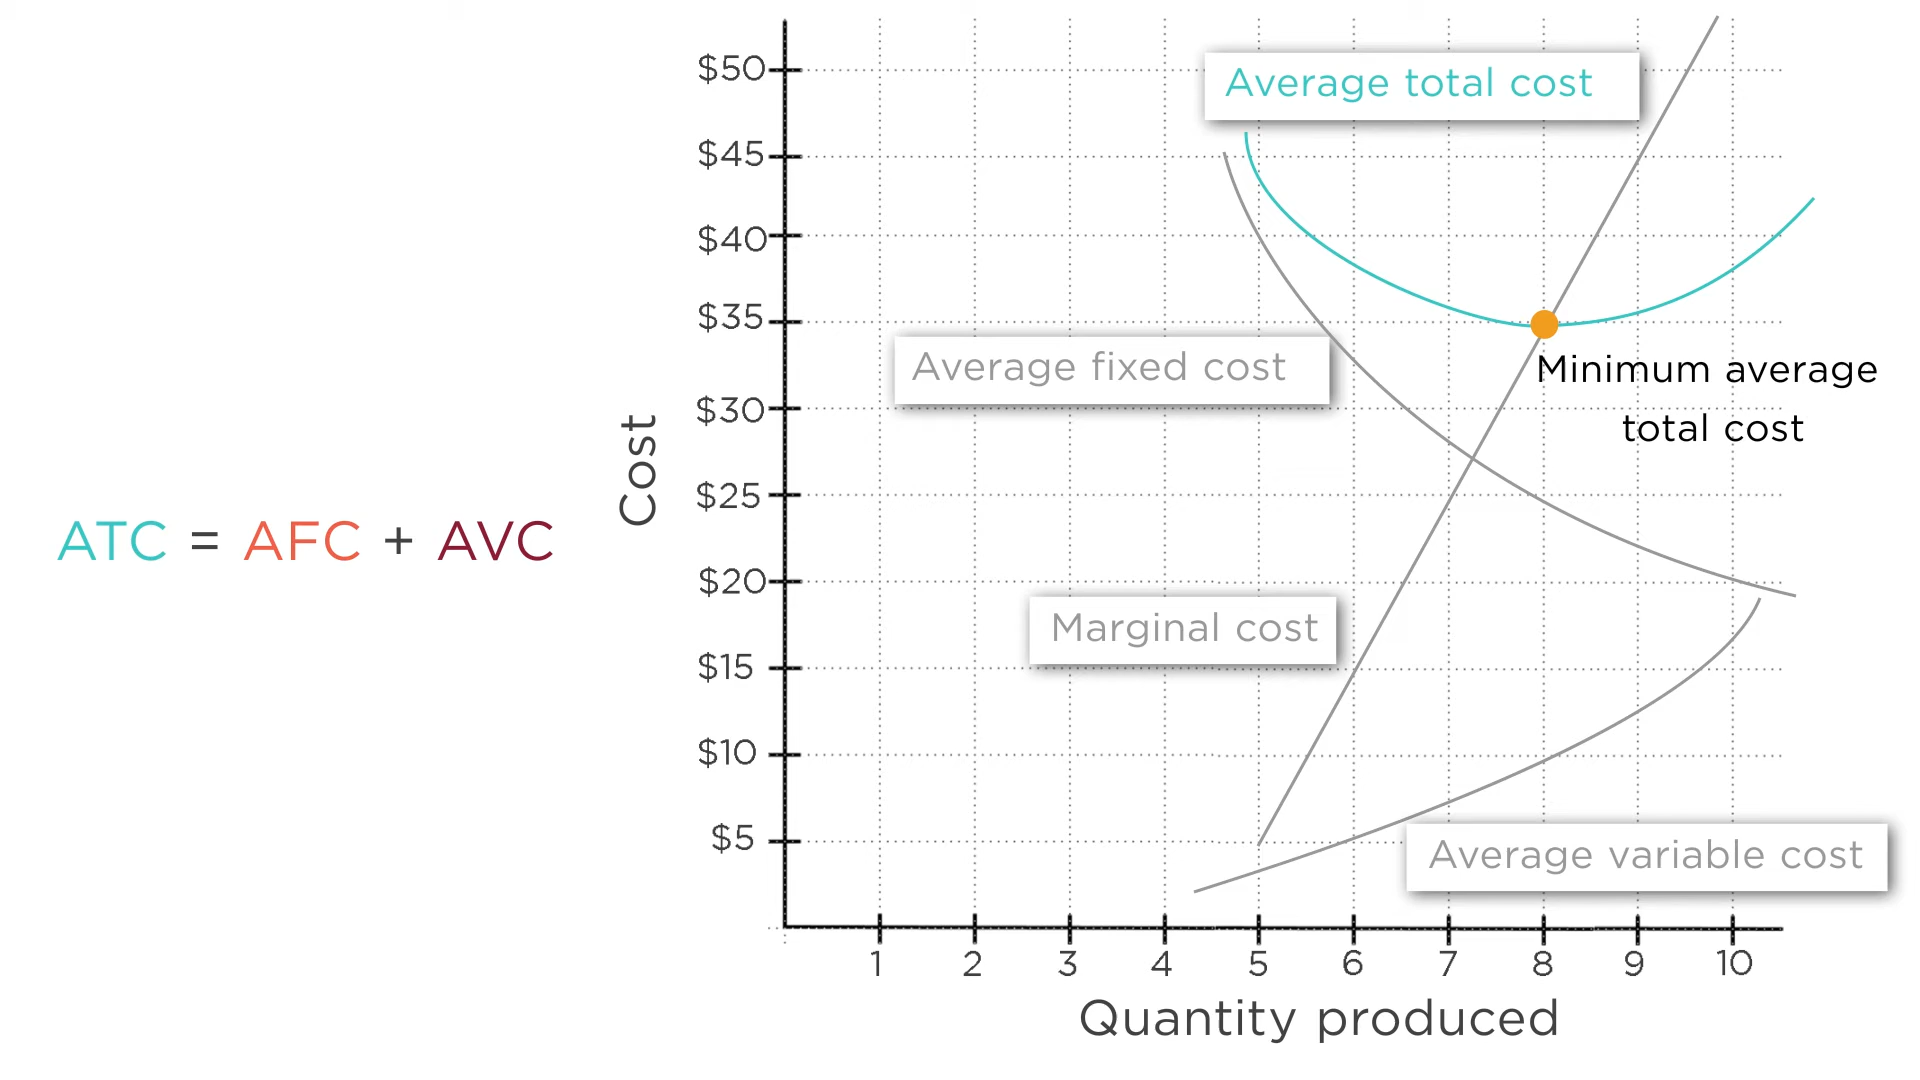 ATC = AFC + AVC
Cost
$50
$45
$40
$35
$30
$25
$20
$15
$10
$5
Average total cost
Average fixed cost
Minimum average
total cost
Marginal cost
Average variable cost
1 2 3 4 5 6 7 8 9 10
Quantity produced